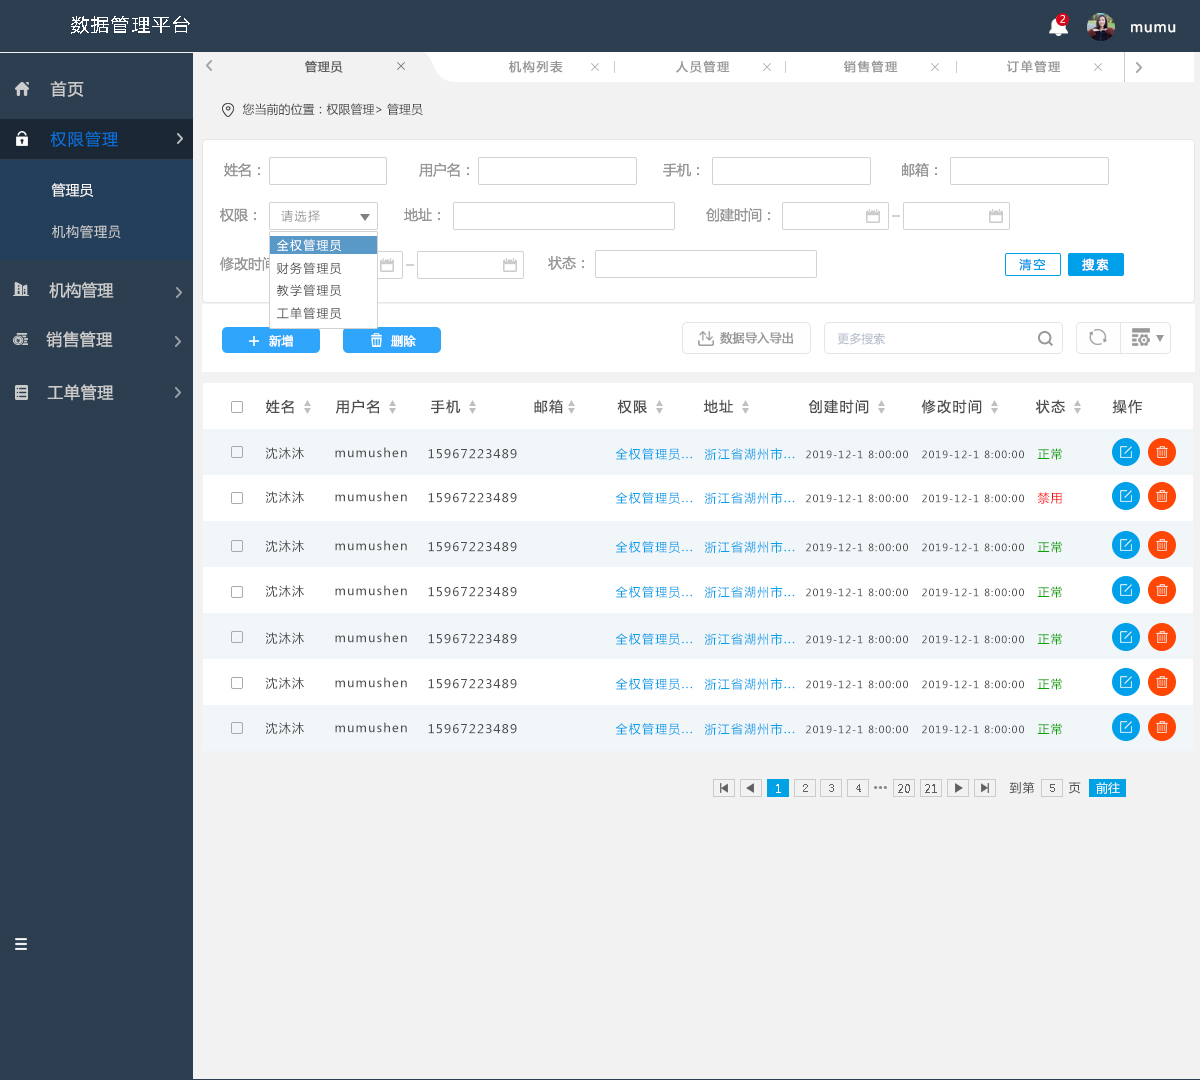 数据管理平台
2
mumu
首页
权限管理
管理员
机构管理员
机构管理
销售管理
工单管理
管理员 机构列表 人员管理 销售管理 订单管理
您当前的位置：权限管理> 管理员
姓名： 用户名： 手机： 邮箱：
权限： 请选择 地址： 创建时间：
全权管理员
财务管理员
教学管理员
工单管理员
修改时间 状态： 清空 搜索
新增 删除 数据导入导出 更多搜索
姓名 用户名 手机 邮箱 权限 地址 创建时间 修改时间 状态 操作
沈沐沐 mumushen 15967223489 全权管理员... 浙江省湖州市... 2019-12-1 8:00:00 2019-12-1 8:00:00 正常
沈沐沐 mumushen 15967223489 全权管理员... 浙江省湖州市... 2019-12-1 8:00:00 2019-12-1 8:00:00 禁用
沈沐沐 mumushen 15967223489 全权管理员... 浙江省湖州市... 2019-12-1 8:00:00 2019-12-1 8:00:00 正常
沈沐沐 mumushen 15967223489 全权管理员... 浙江省湖州市... 2019-12-1 8:00:00 2019-12-1 8:00:00 正常
沈沐沐 mumushen 15967223489 全权管理员... 浙江省湖州市... 2019-12-1 8:00:00 2019-12-1 8:00:00 正常
沈沐沐 mumushen 15967223489 全权管理员... 浙江省湖州市... 2019-12-1 8:00:00 2019-12-1 8:00:00 正常
沈沐沐 mumushen 15967223489 全权管理员... 浙江省湖州市... 2019-12-1 8:00:00 2019-12-1 8:00:00 正常
1 2 3 4 ··· 20 21 到第 5 页 前往